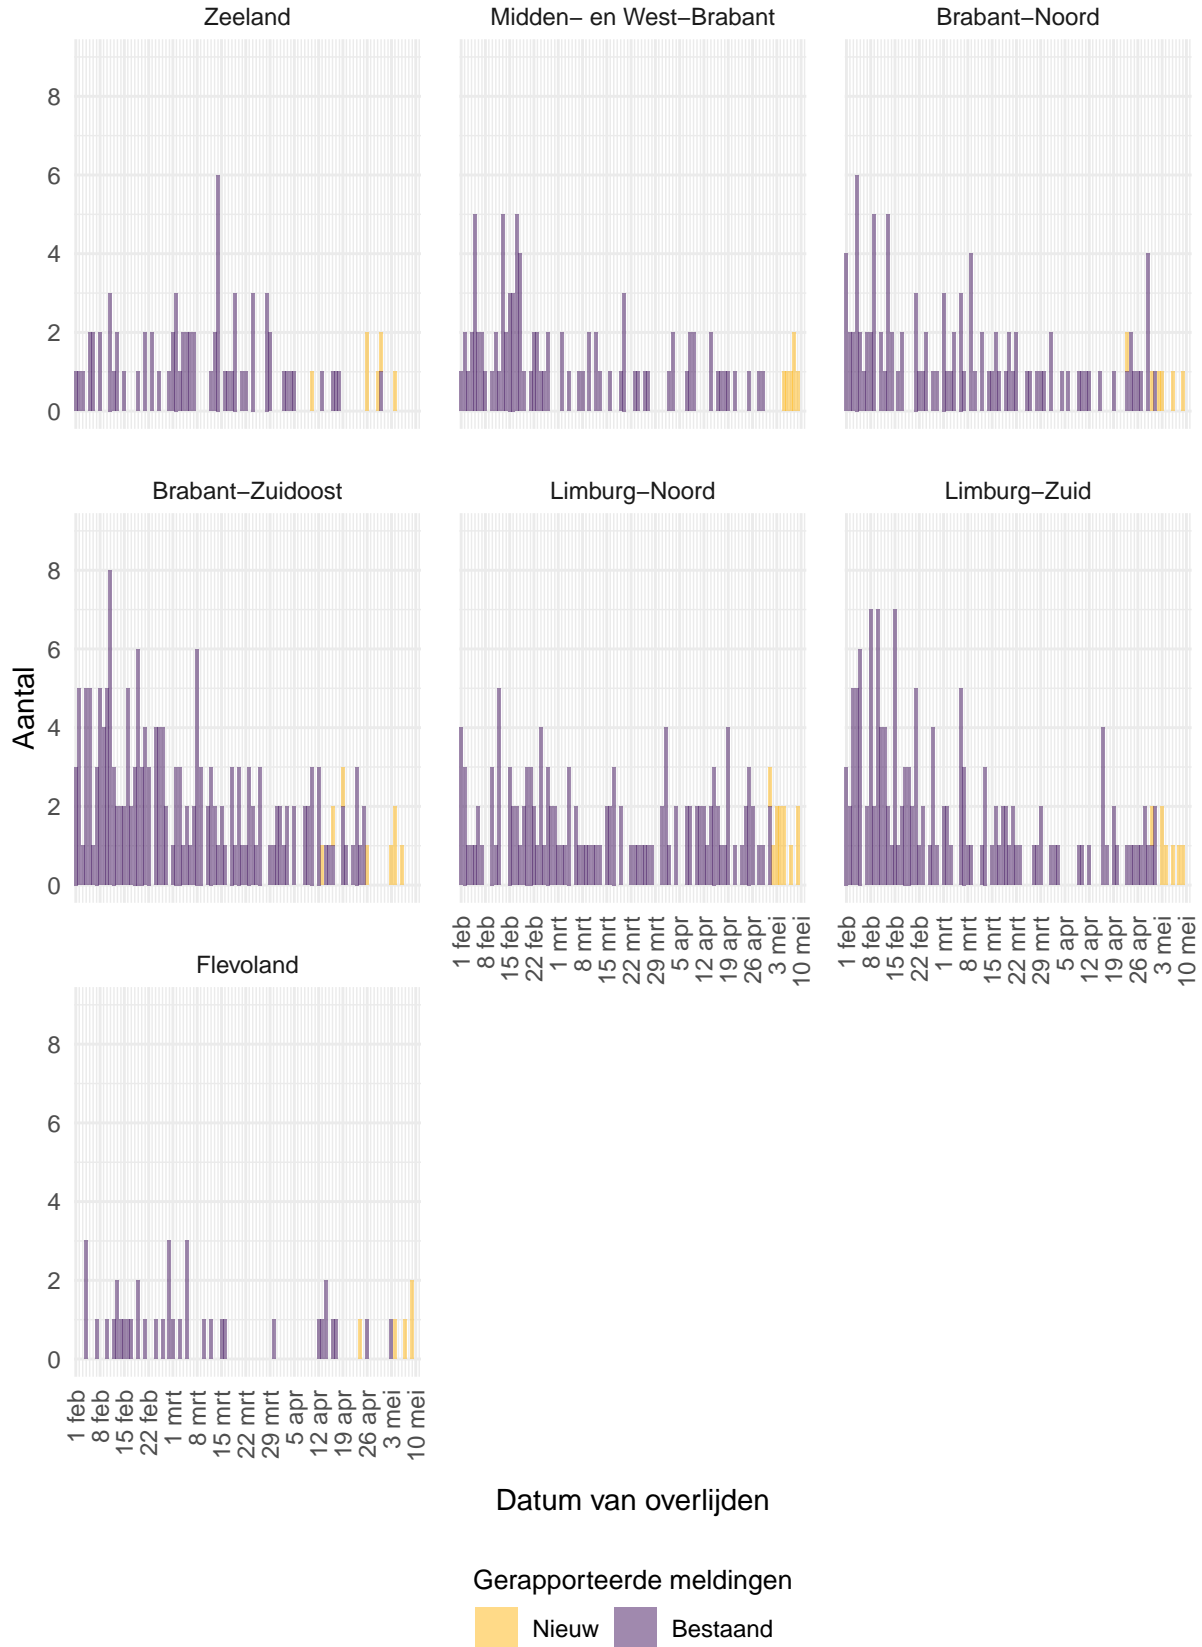 Zeeland
Midden− en West−Brabant
Brabant−Noord
8
6
4
2
0
Brabant−Zuidoost
Limburg−Noord
Limburg−Zuid
8
6
4
2
0
Aantal
1 feb
8 feb
15 feb
22 feb
1 mrt
8 mrt
15 mrt
22 mrt
29 mrt
5 apr
12 apr
19 apr
26 apr
3 mei
10 mei
1 feb
8 feb
15 feb
22 feb
1 mrt
8 mrt
15 mrt
22 mrt
29 mrt
5 apr
12 apr
19 apr
26 apr
3 mei
10 mei
Flevoland
8
6
4
2
0
1 feb
8 feb
15 feb
22 feb
1 mrt
8 mrt
15 mrt
22 mrt
29 mrt
5 apr
12 apr
19 apr
26 apr
3 mei
10 mei
Datum van overlijden
Gerapporteerde meldingen
Nieuw
Bestaand